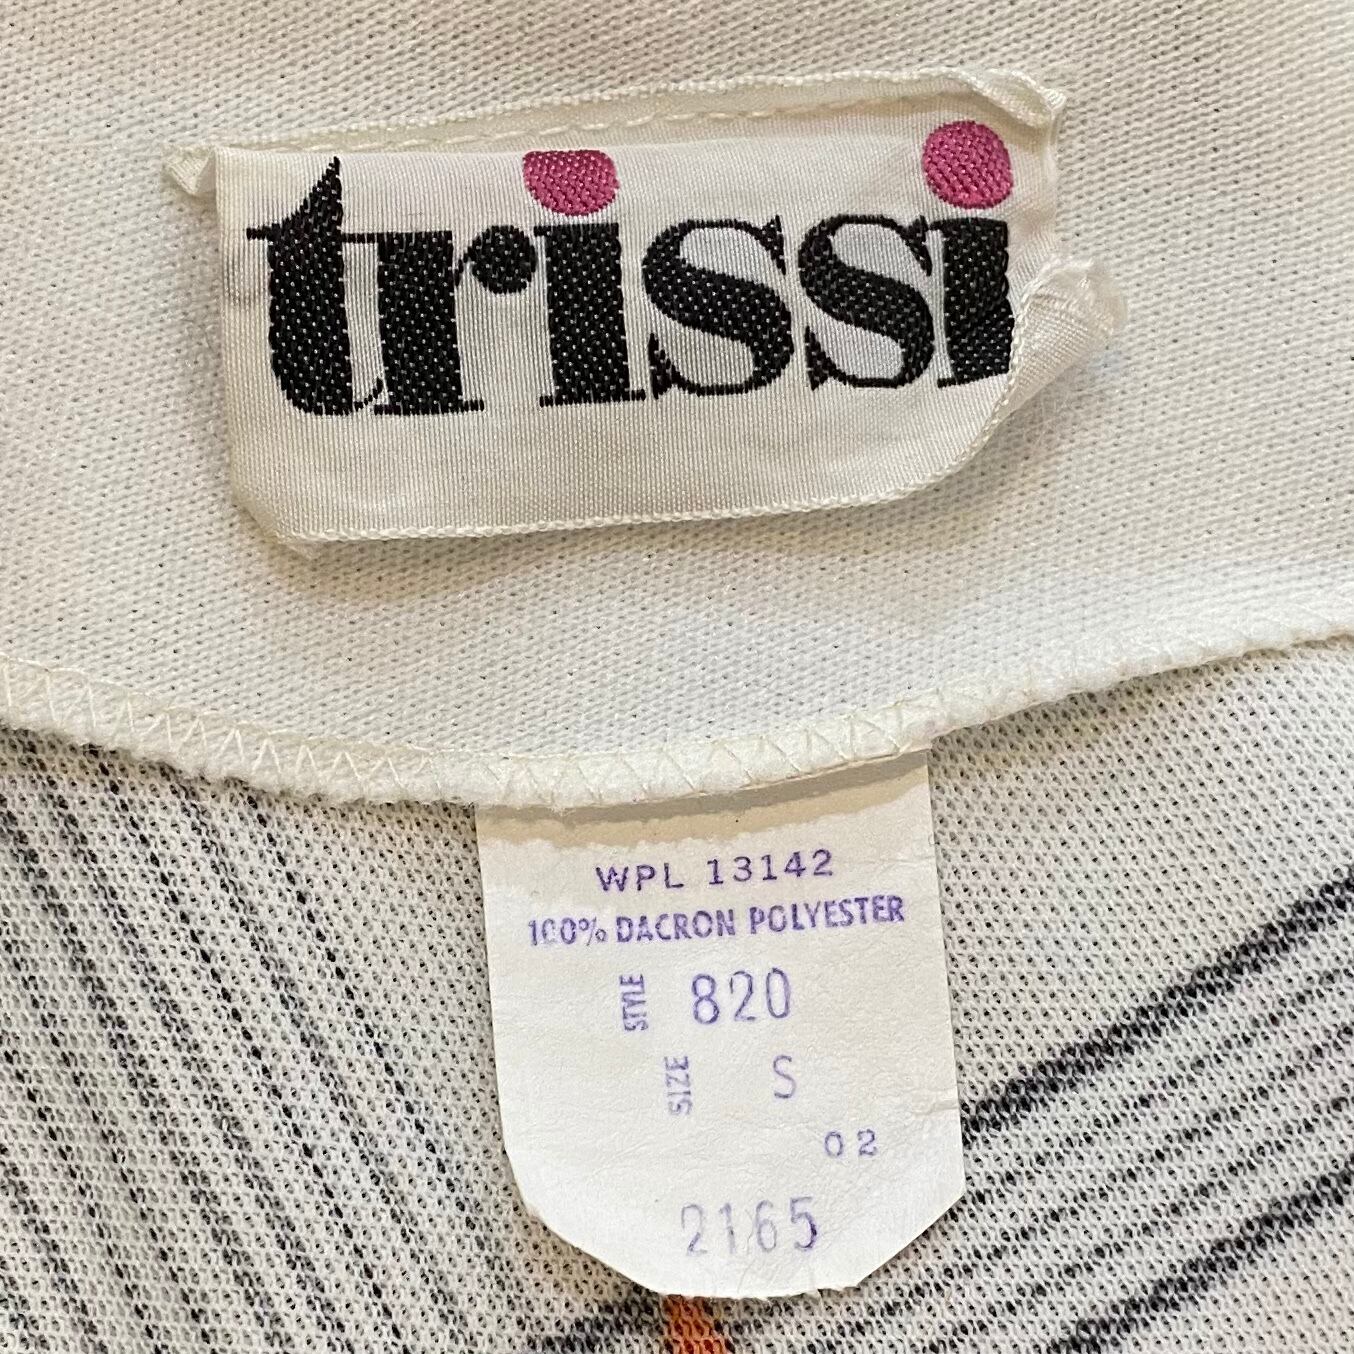 trissi
WPL 13142
100% DACRON POLYESTER
STYLE 820
SIZE S
02
2165